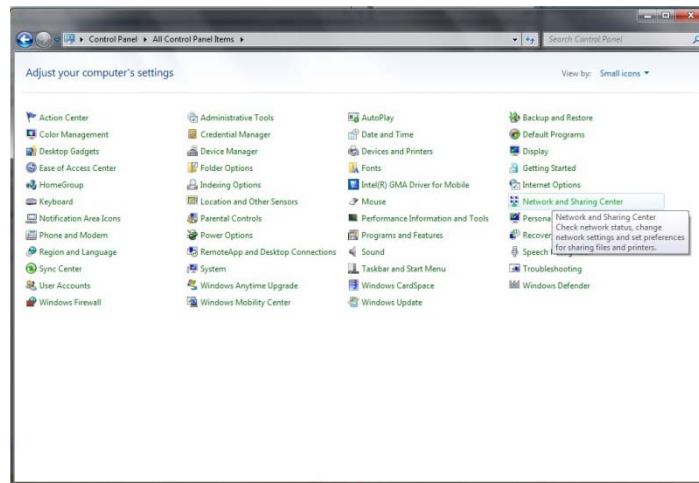 Control Panel ▸ All Control Panel Items ▸
Search Control Panel
Adjust your computer's settings
View by: Small icons
Action Center
Administrative Tools
AutoPlay
Backup and Restore
Color Management
Credential Manager
Date and Time
Default Programs
Desktop Gadgets
Device Manager
Devices and Printers
Display
Ease of Access Center
Folder Options
Fonts
Getting Started
HomeGroup
Indexing Options
Intel(R) GMA Driver for Mobile
Internet Options
Keyboard
Location and Other Sensors
Mouse
Network and Sharing Center
Notification Area Icons
Parental Controls
Performance Information and Tools
Persona
Phone and Modem
Power Options
Programs and Features
Recover
Region and Language
RemoteApp and Desktop Connections
Sound
Speech
Sync Center
System
Taskbar and Start Menu
Troubleshooting
User Accounts
Windows Anytime Upgrade
Windows CardSpace
Windows Defender
Windows Firewall
Windows Mobility Center
Windows Update
Network and Sharing Center
Check network status, change
network settings and set preferences
for sharing files and printers.